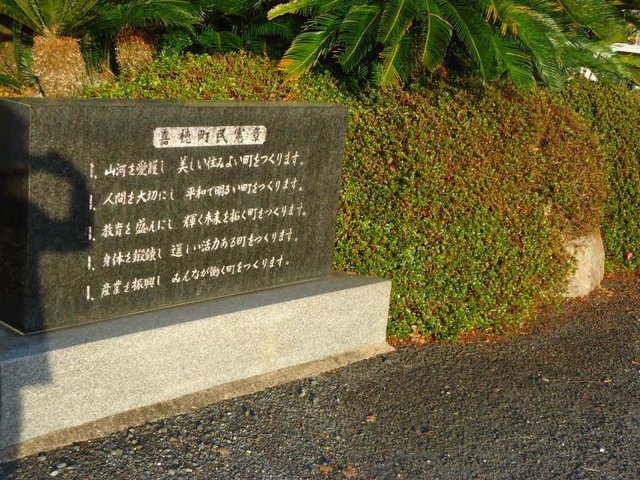 嘉穂町民憲章
一、山河を愛護し 美しい住みよい町をつくります。
一、人間を大切にし 平和で明るい町をつくります。
一、教育を盛んにし 輝く未来を拓く町をつくります。
一、身体を鍛錬し 逞しい活力ある町をつくります。
一、産業を振興し みんなが働く町をつくります。